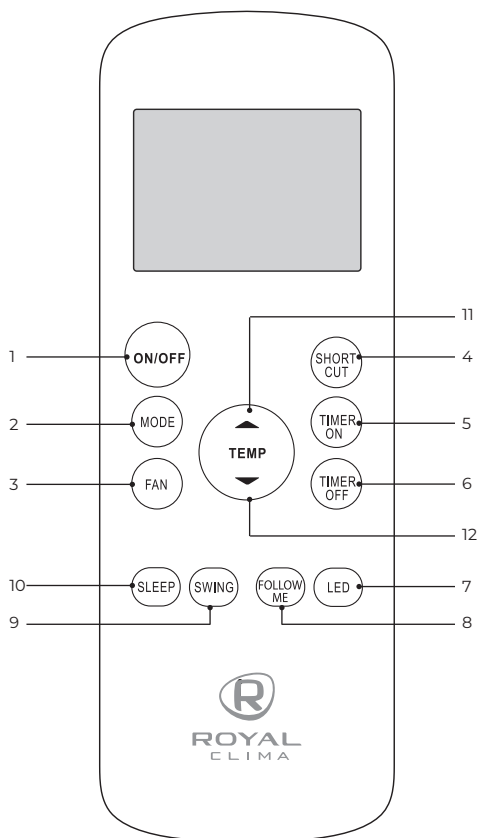 11
1
ON/OFF
SHORT
CUT
4
2
MODE
TIMER
ON
5
TEMP
3
FAN
TIMER
OFF
6
12
10
SLEEP
SWING
FOLLOW
ME
LED
7
9
8
R
ROYAL
CLIMA